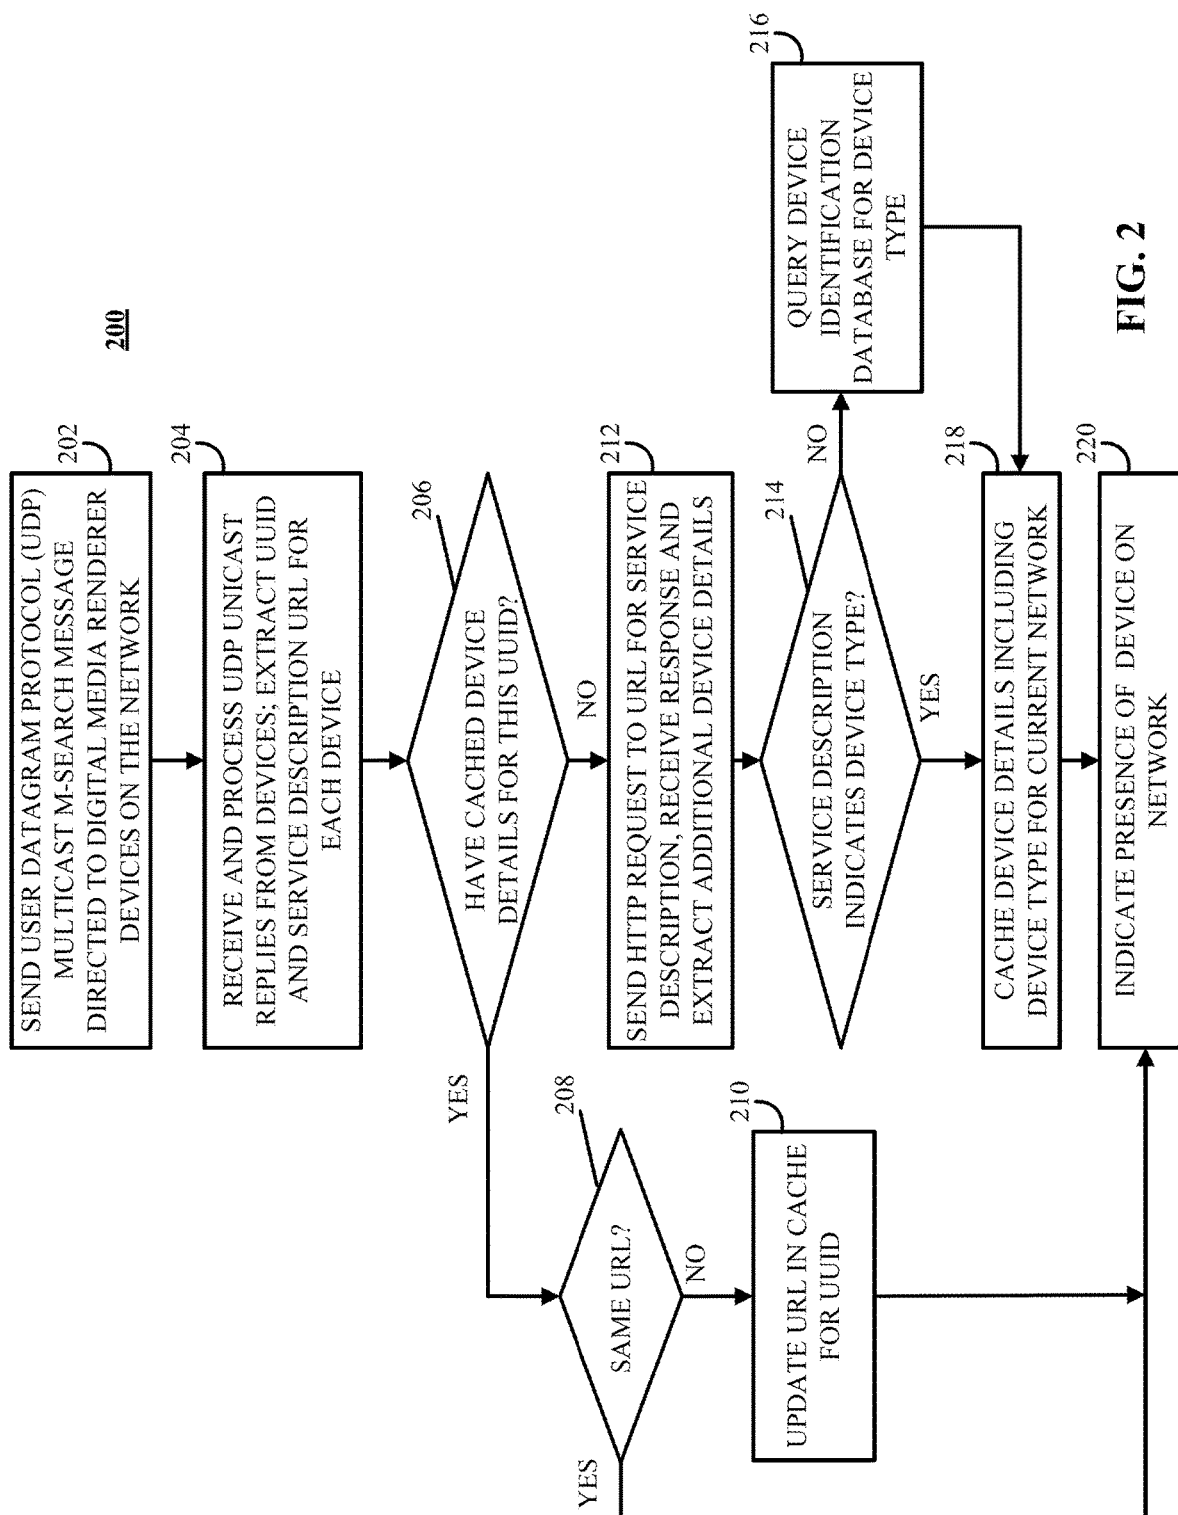 200
SEND USER DATAGRAM PROTOCOL (UDP)
MULTICAST M-SEARCH MESSAGE
DIRECTED TO DIGITAL MEDIA RENDERER
DEVICES ON THE NETWORK
202
RECEIVE AND PROCESS UDP UNICAST
REPLIES FROM DEVICES; EXTRACT UUID
AND SERVICE DESCRIPTION URL FOR
EACH DEVICE
204
HAVE CACHED DEVICE
DETAILS FOR THIS UUID?
206
YES
NO
SAME URL?
208
YES
NO
UPDATE URL IN CACHE
FOR UUID
210
SEND HTTP REQUEST TO URL FOR SERVICE
DESCRIPTION, RECEIVE RESPONSE AND
EXTRACT ADDITIONAL DEVICE DETAILS
212
SERVICE DESCRIPTION
INDICATES DEVICE TYPE?
214
NO
YES
QUERY DEVICE
IDENTIFICATION
DATABASE FOR DEVICE
TYPE
216
CACHE DEVICE DETAILS INCLUDING
DEVICE TYPE FOR CURRENT NETWORK
218
INDICATE PRESENCE OF DEVICE ON
NETWORK
220
FIG. 2